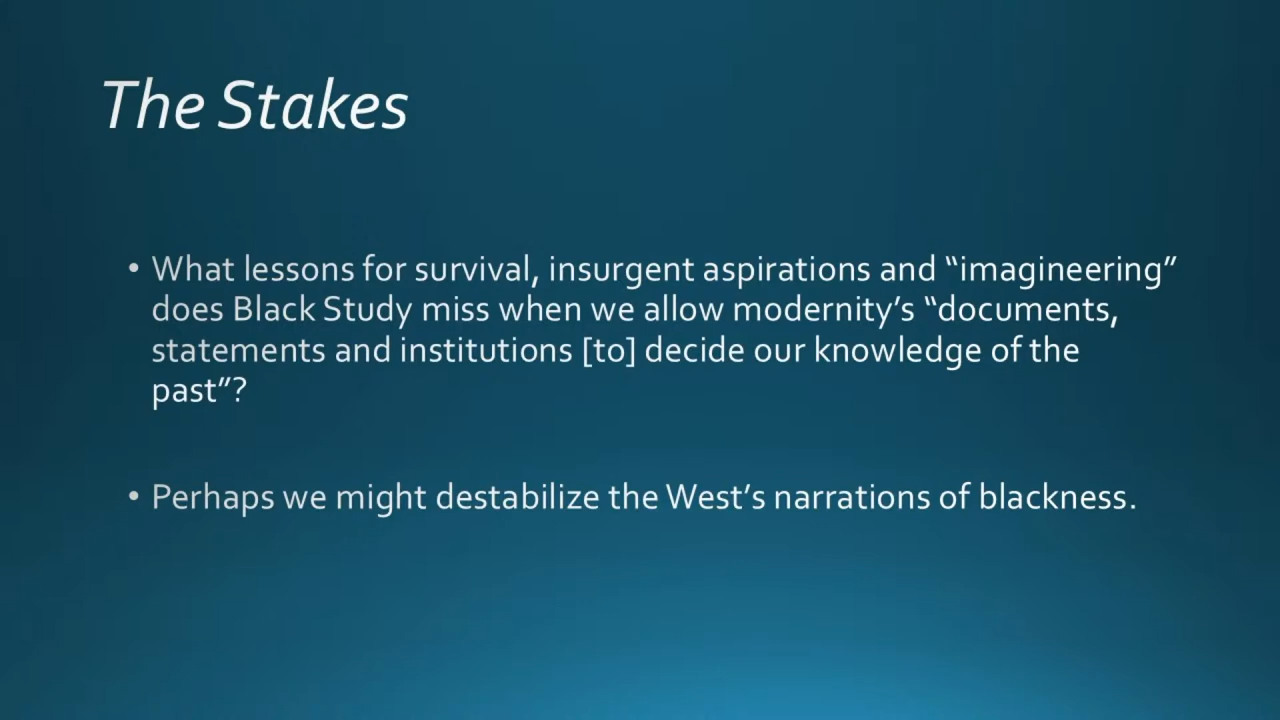 The Stakes
• What lessons for survival, insurgent aspirations and “imagineering”
does Black Study miss when we allow modernity’s “documents,
statements and institutions [to] decide our knowledge of the
past”?
• Perhaps we might destabilize the West’s narrations of blackness.